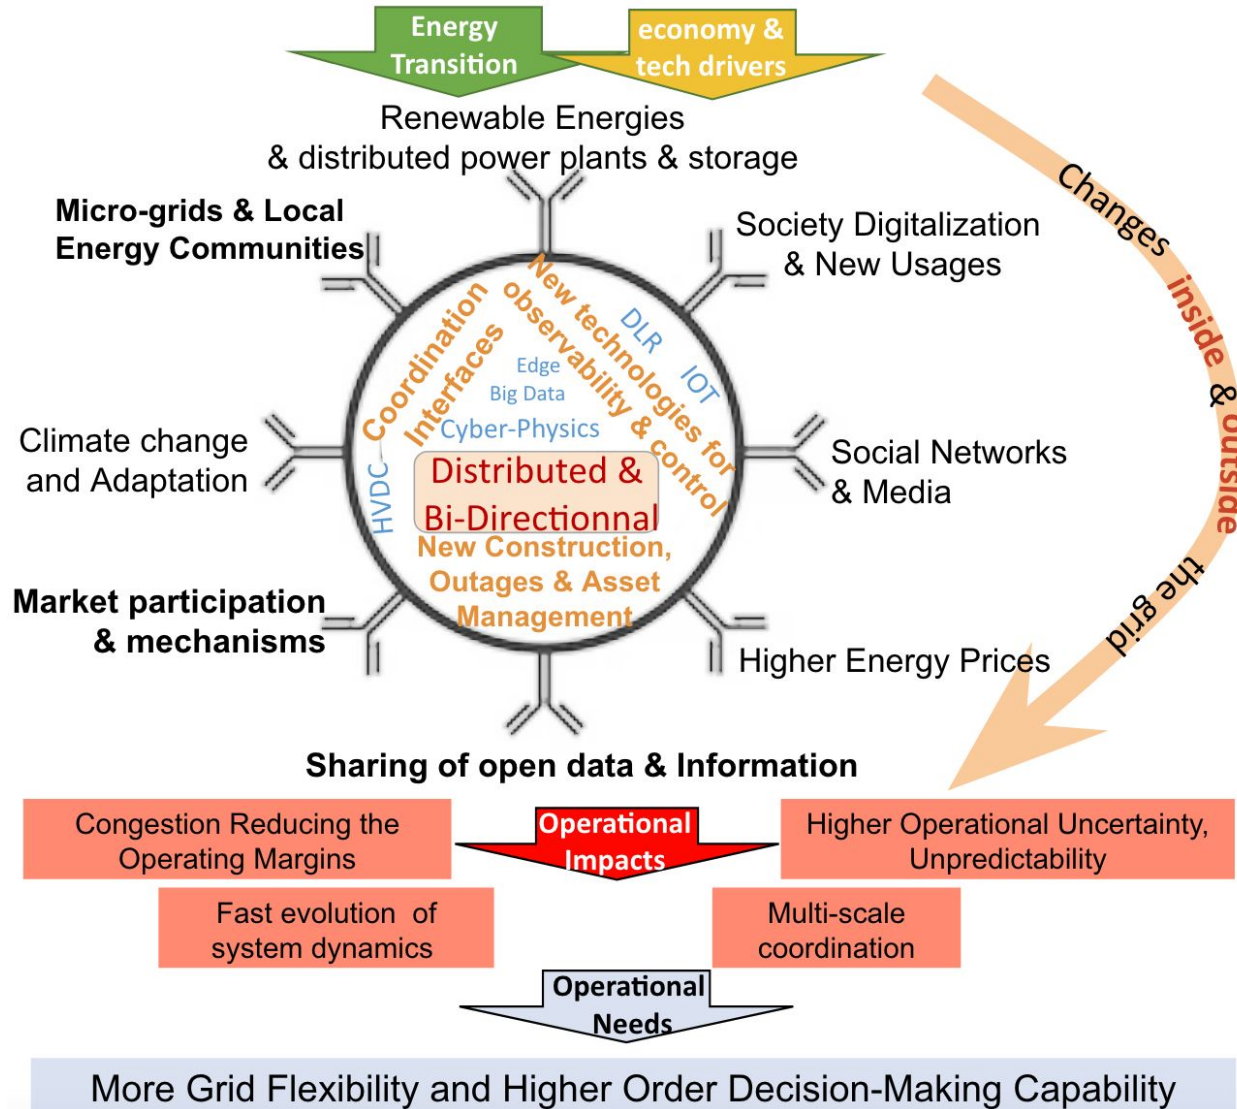 Energy
Transition
economy &
tech drivers
Renewable Energies
& distributed power plants & storage
Micro-grids & Local
Energy Communities
Society Digitalization
& New Usages
Changes inside & outside the grid
Coordination
Interfaces
New technologies for
observability & control
DLR
IOT
Edge
Big Data
Cyber-Physics
HVDC
Distributed &
Bi-Directionnal
New Construction,
Outages & Asset
Management
Climate change
and Adaptation
Social Networks
& Media
Market participation
& mechanisms
Higher Energy Prices
Sharing of open data & Information
Congestion Reducing the
Operating Margins
Operational
Impacts
Higher Operational Uncertainty,
Unpredictability
Fast evolution of
system dynamics
Multi-scale
coordination
Operational
Needs
More Grid Flexibility and Higher Order Decision-Making Capability